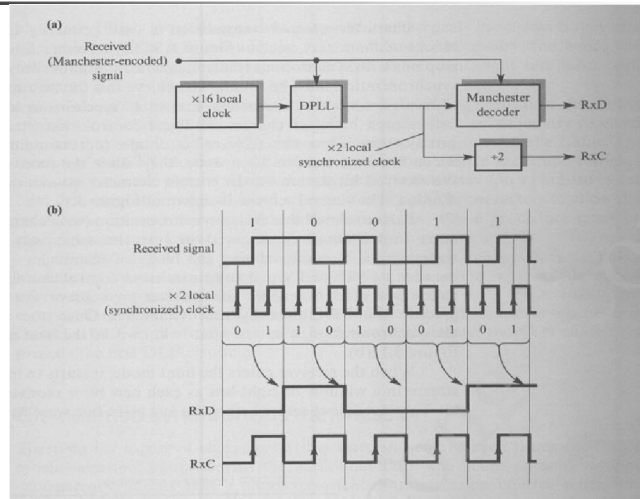 (a)
Received
(Manchester-encoded)
signal
×16 local
clock
DPLL
Manchester
decoder
RxD
×2 local
synchronized clock
÷2
RxC
(b)
1 0 0 1 1
Received signal
×2 local
(synchronized) clock
0 1 1 0 1 0 0 1 0 1
RxD
RxC